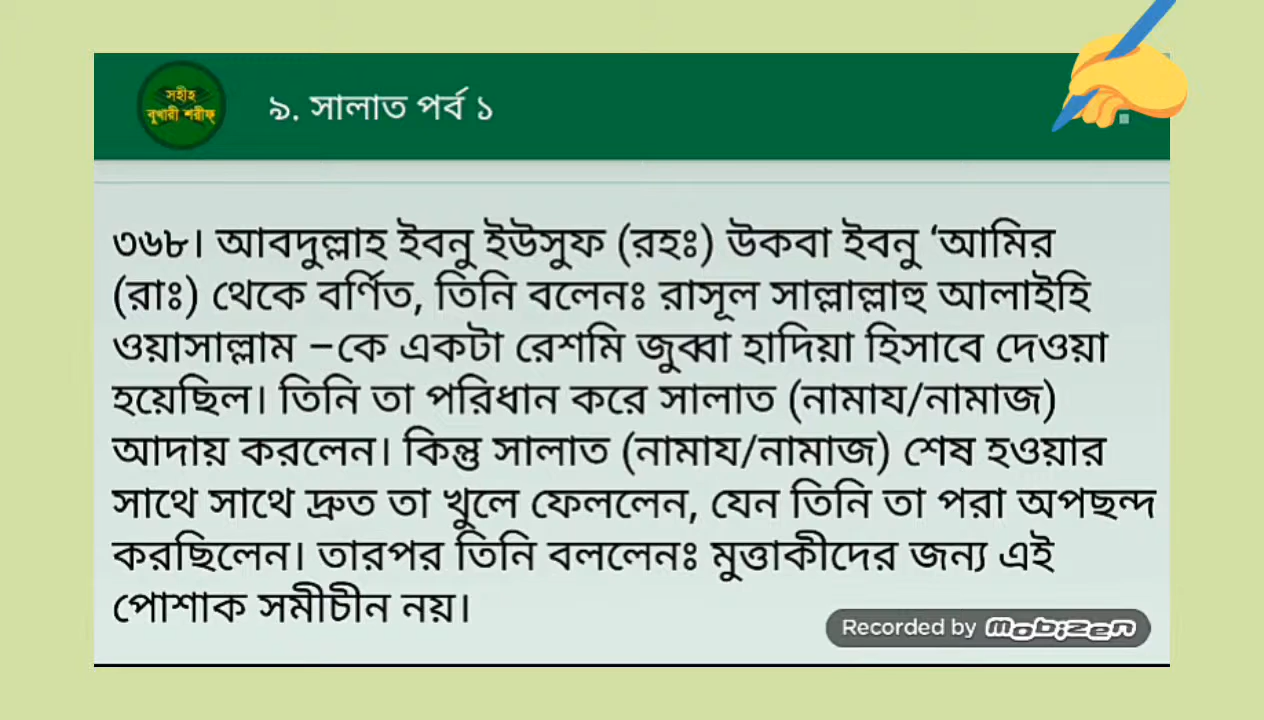 সহীহ
বুখারী শরীফ্
৯. সালাত পর্ব ১
৩৬৮। আবদুল্লাহ ইবনু ইউসুফ (রহঃ) উকবা ইবনু ‘আমির
(রাঃ) থেকে বর্ণিত, তিনি বলেনঃ রাসূল সাল্লাল্লাহু আলাইহি
ওয়াসাল্লাম –কে একটা রেশমি জুব্বা হাদিয়া হিসাবে দেওয়া
হয়েছিল। তিনি তা পরিধান করে সালাত (নামায/নামাজ)
আদায় করলেন। কিন্তু সালাত (নামায/নামাজ) শেষ হওয়ার
সাথে সাথে দ্রুত তা খুলে ফেললেন, যেন তিনি তা পরা অপছন্দ
করছিলেন। তারপর তিনি বললেনঃ মুত্তাকীদের জন্য এই
পোশাক সমীচীন নয়।
Recorded by mobizen